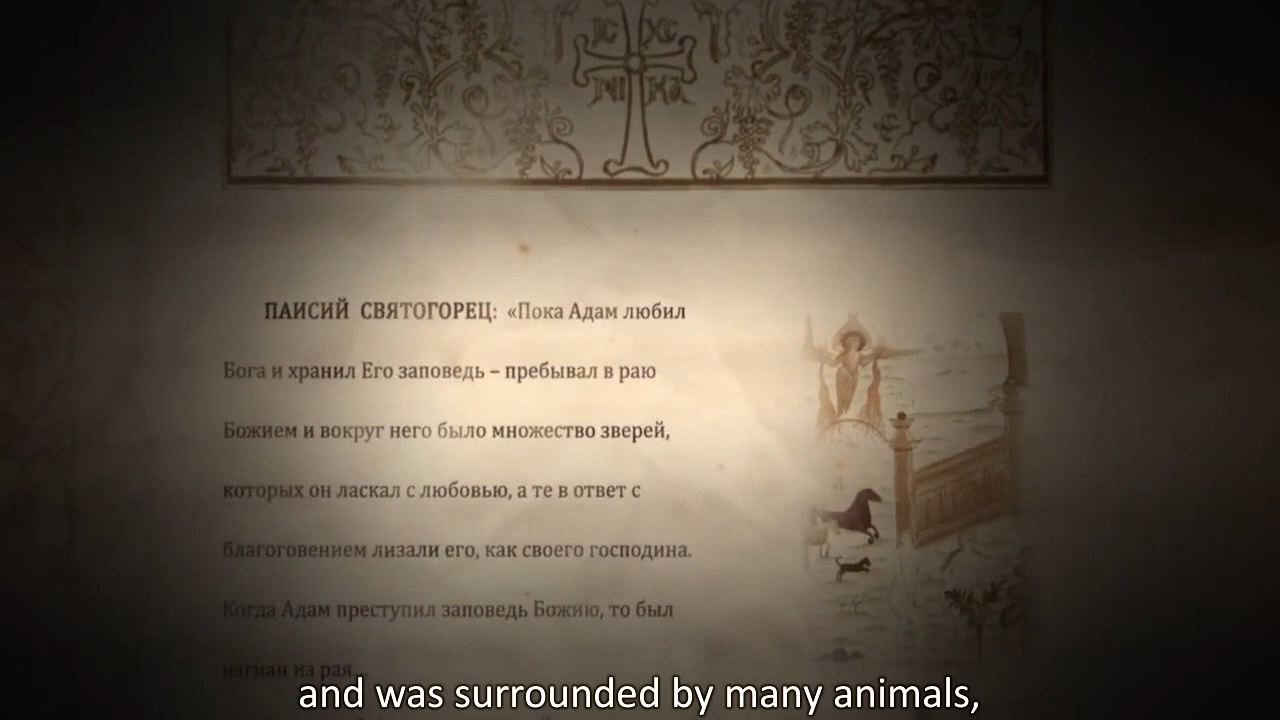 IC XC
ПАИСИЙ СВЯТОГОРЕЦ: «Пока Адам любил
Бога и хранил Его заповедь – пребывал в раю
Божием и вокруг него было множество зверей,
которых он ласкал с любовью, а те в ответ с
благоговением лизали его, как своего господина.
Когда Адам преступил заповедь Божию, то был
изгнан из рая...
and was surrounded by many animals,